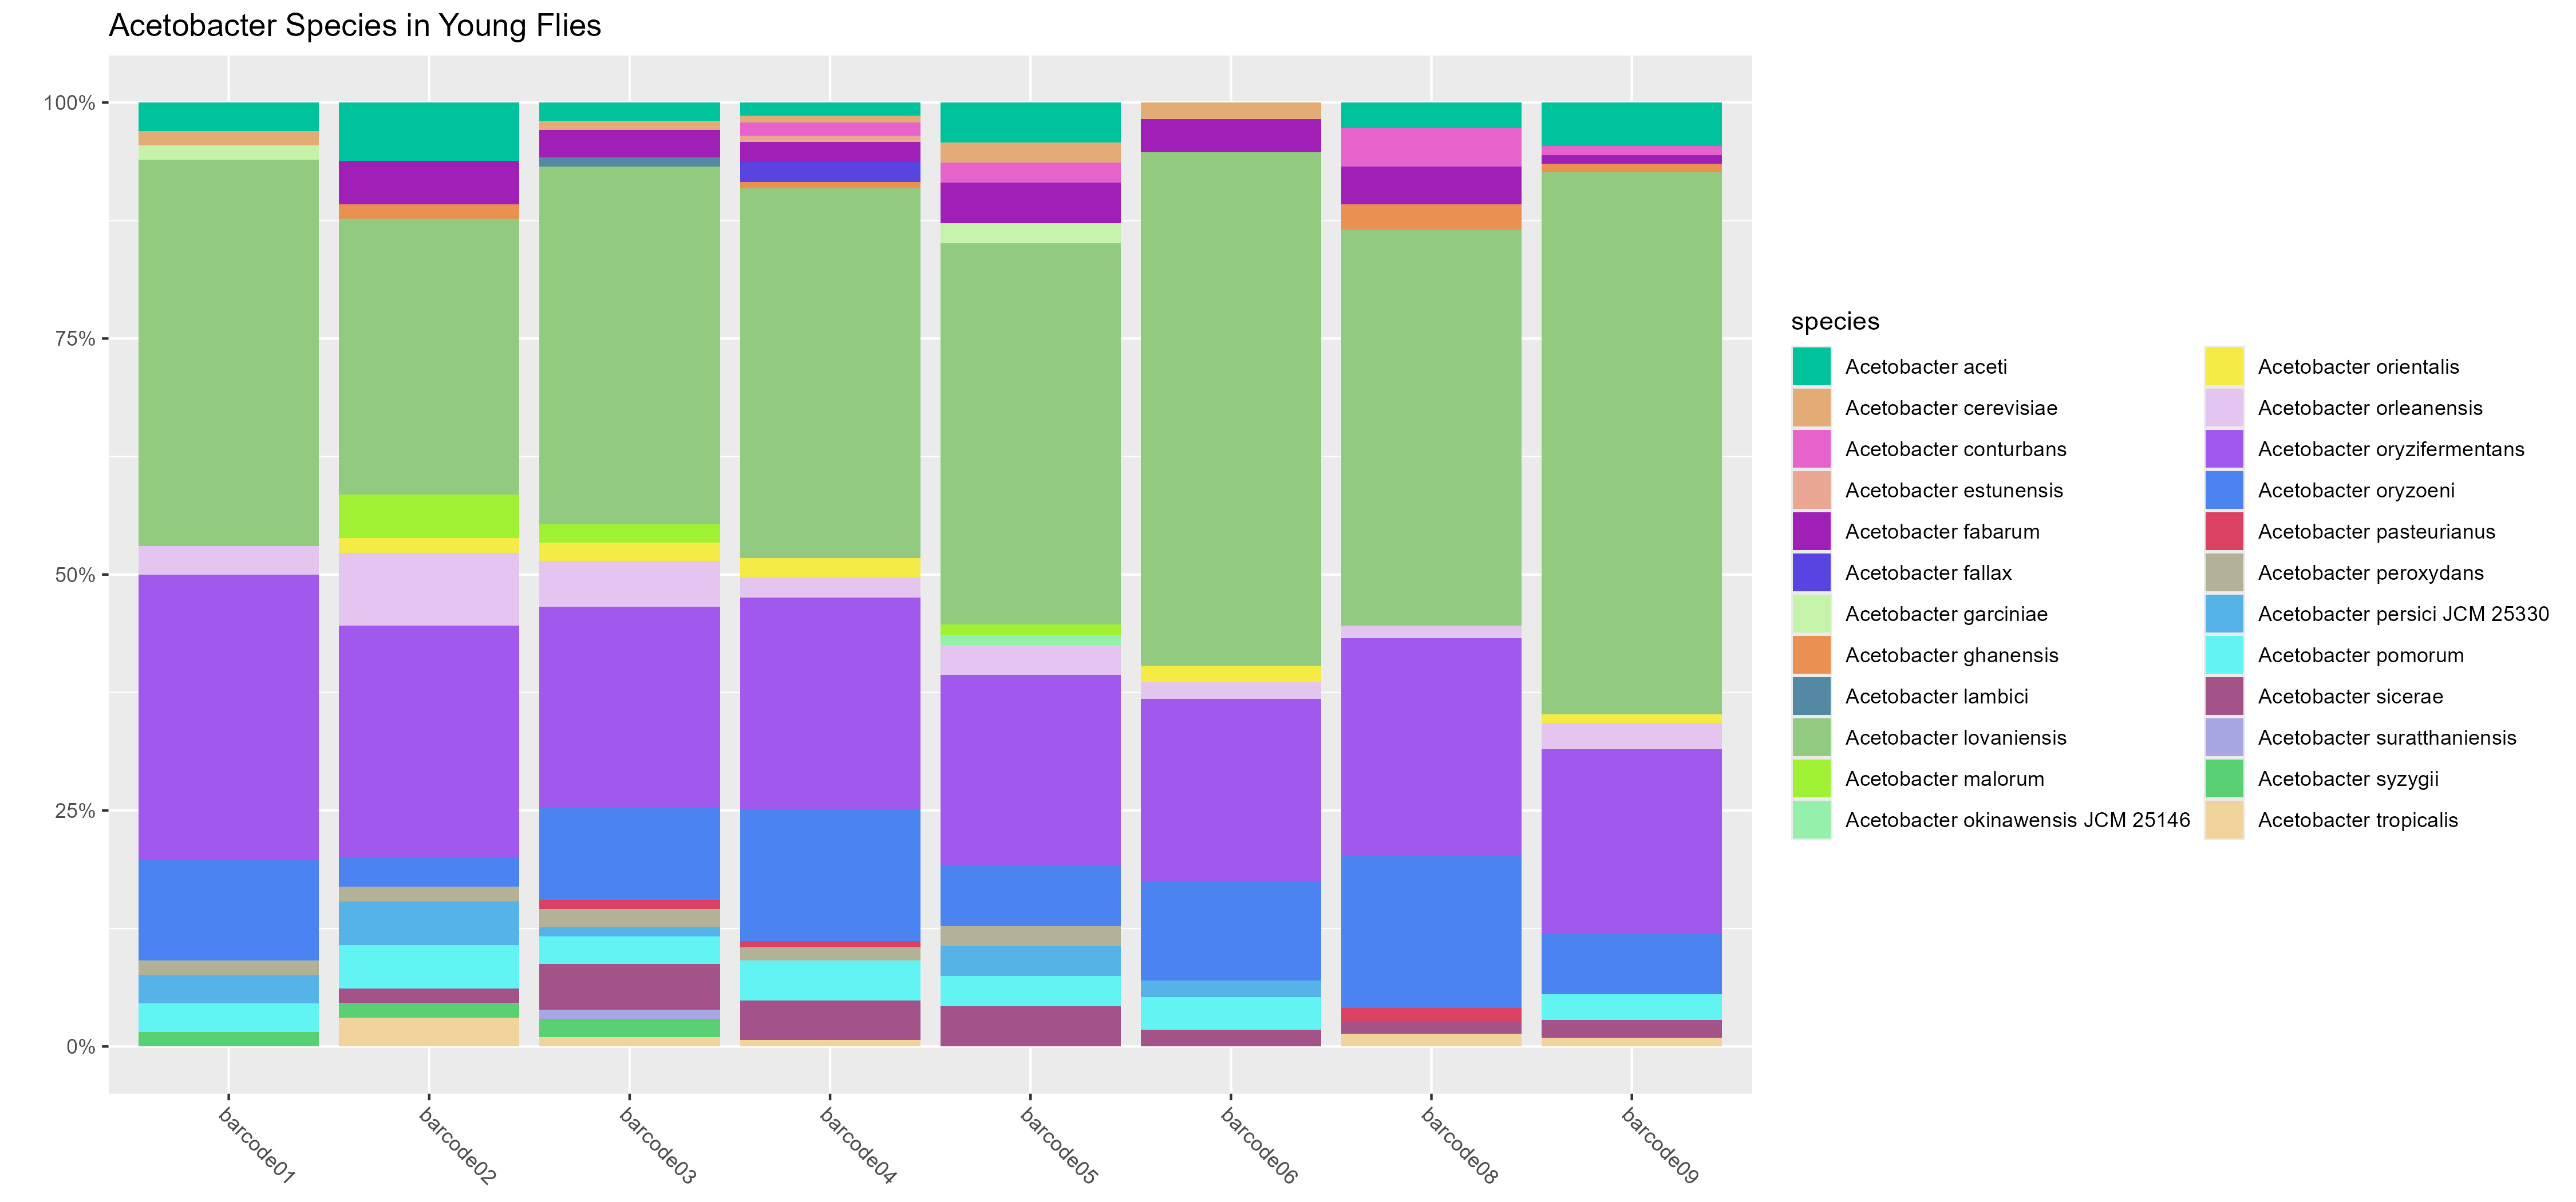 Acetobacter Species in Young Flies
100%
75%
50%
25%
0%
barcode01
barcode02
barcode03
barcode04
barcode05
barcode06
barcode08
barcode09
species
Acetobacter aceti
Acetobacter cerevisiae
Acetobacter conturbans
Acetobacter estunensis
Acetobacter fabarum
Acetobacter fallax
Acetobacter garciniae
Acetobacter ghanensis
Acetobacter lambici
Acetobacter lovaniensis
Acetobacter malorum
Acetobacter okinawensis JCM 25146
Acetobacter orientalis
Acetobacter orleanensis
Acetobacter oryzifermentans
Acetobacter oryzoeni
Acetobacter pasteurianus
Acetobacter peroxydans
Acetobacter persici JCM 25330
Acetobacter pomorum
Acetobacter sicerae
Acetobacter suratthaniensis
Acetobacter syzygii
Acetobacter tropicalis